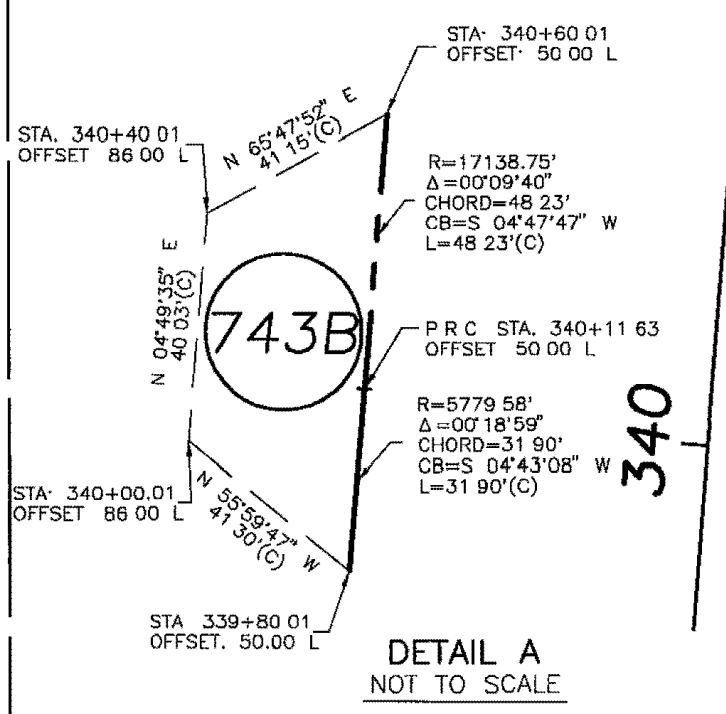 STA· 340+60 01
OFFSET· 50 00 L
STA. 340+40 01
OFFSET 86 00 L
N 65°47'52" E
41 15'(C)
R=17138.75'
Δ=00°09'40"
CHORD=48 23'
CB=S 04°47'47" W
L=48 23'(C)
N 04°49'35" E
40 03'(C)
743B
P R C STA. 340+11 63
OFFSET 50 00 L
R=5779 58'
Δ=00°18'59"
CHORD=31 90'
CB=S 04°43'08" W
L=31 90'(C)
340
STA· 340+00.01
OFFSET 86 00 L
N 55°59'47" W
41 30'(C)
STA 339+80 01
OFFSET. 50.00 L
DETAIL A
NOT TO SCALE